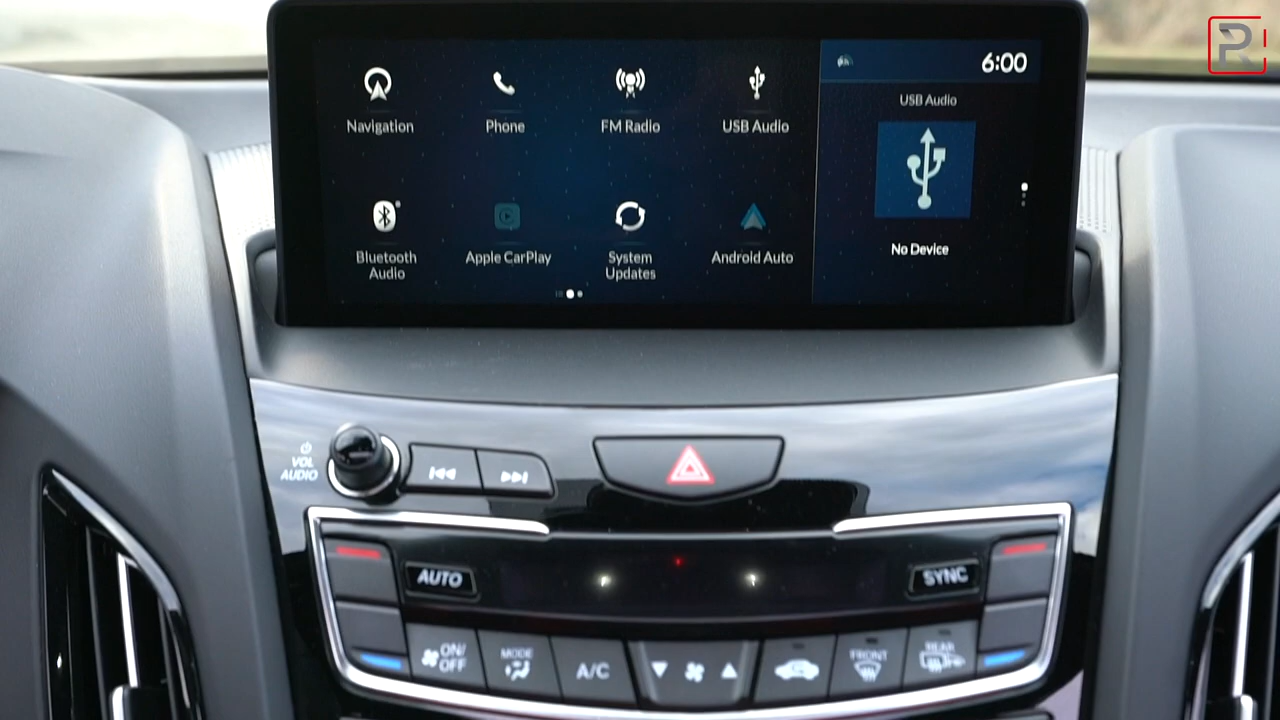 6:00
Navigation
Phone
FM Radio
USB Audio
USB Audio
Bluetooth
Audio
Apple CarPlay
System
Updates
Android Auto
No Device
VOL
AUDIO
AUTO
SYNC
ON/
OFF
MODE
A/C
FRONT
REAR